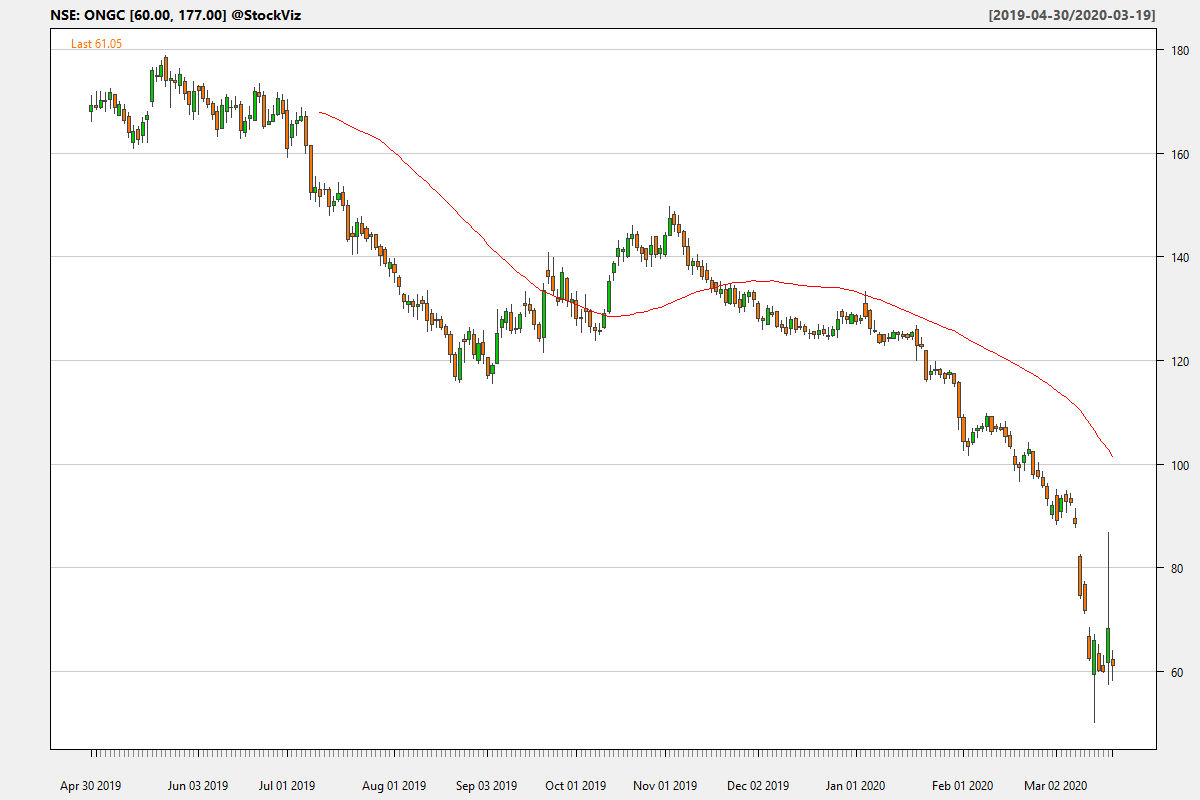 NSE: ONGC [60.00, 177.00] @StockViz [2019-04-30/2020-03-19]
Last 61.05
180
160
140
120
100
80
60
Apr 30 2019 Jun 03 2019 Jul 01 2019 Aug 01 2019 Sep 03 2019 Oct 01 2019 Nov 01 2019 Dec 02 2019 Jan 01 2020 Feb 01 2020 Mar 02 2020